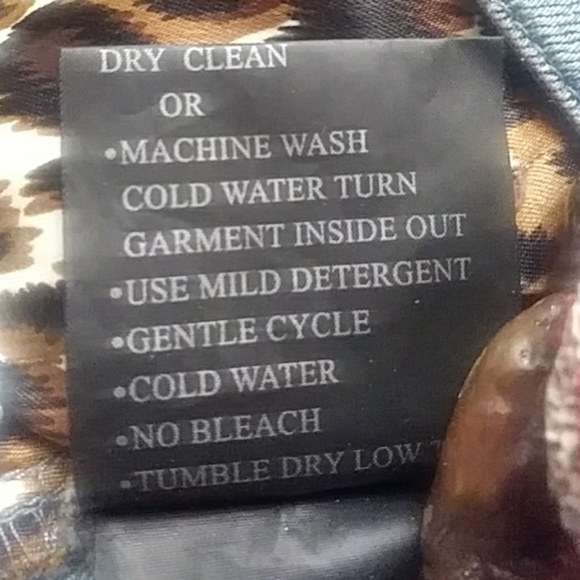 DRY CLEAN
OR
•MACHINE WASH
COLD WATER TURN
GARMENT INSIDE OUT
•USE MILD DETERGENT
•GENTLE CYCLE
•COLD WATER
•NO BLEACH
•TUMBLE DRY LOW